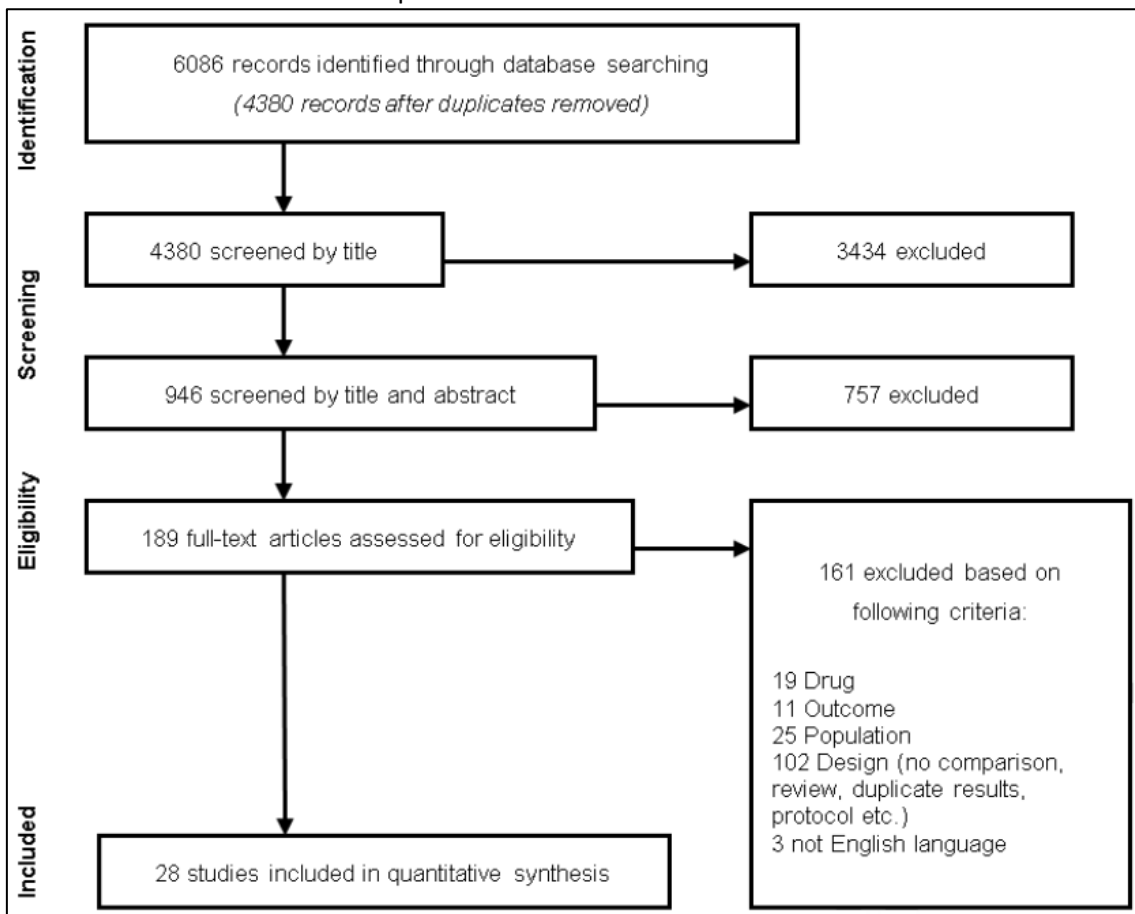 Identification
6086 records identified through database searching
(4380 records after duplicates removed)
Screening
4380 screened by title
3434 excluded
946 screened by title and abstract
757 excluded
Eligibility
189 full-text articles assessed for eligibility
161 excluded based on
following criteria:
19 Drug
11 Outcome
25 Population
102 Design (no comparison,
review, duplicate results,
protocol etc.)
3 not English language
Included
28 studies included in quantitative synthesis